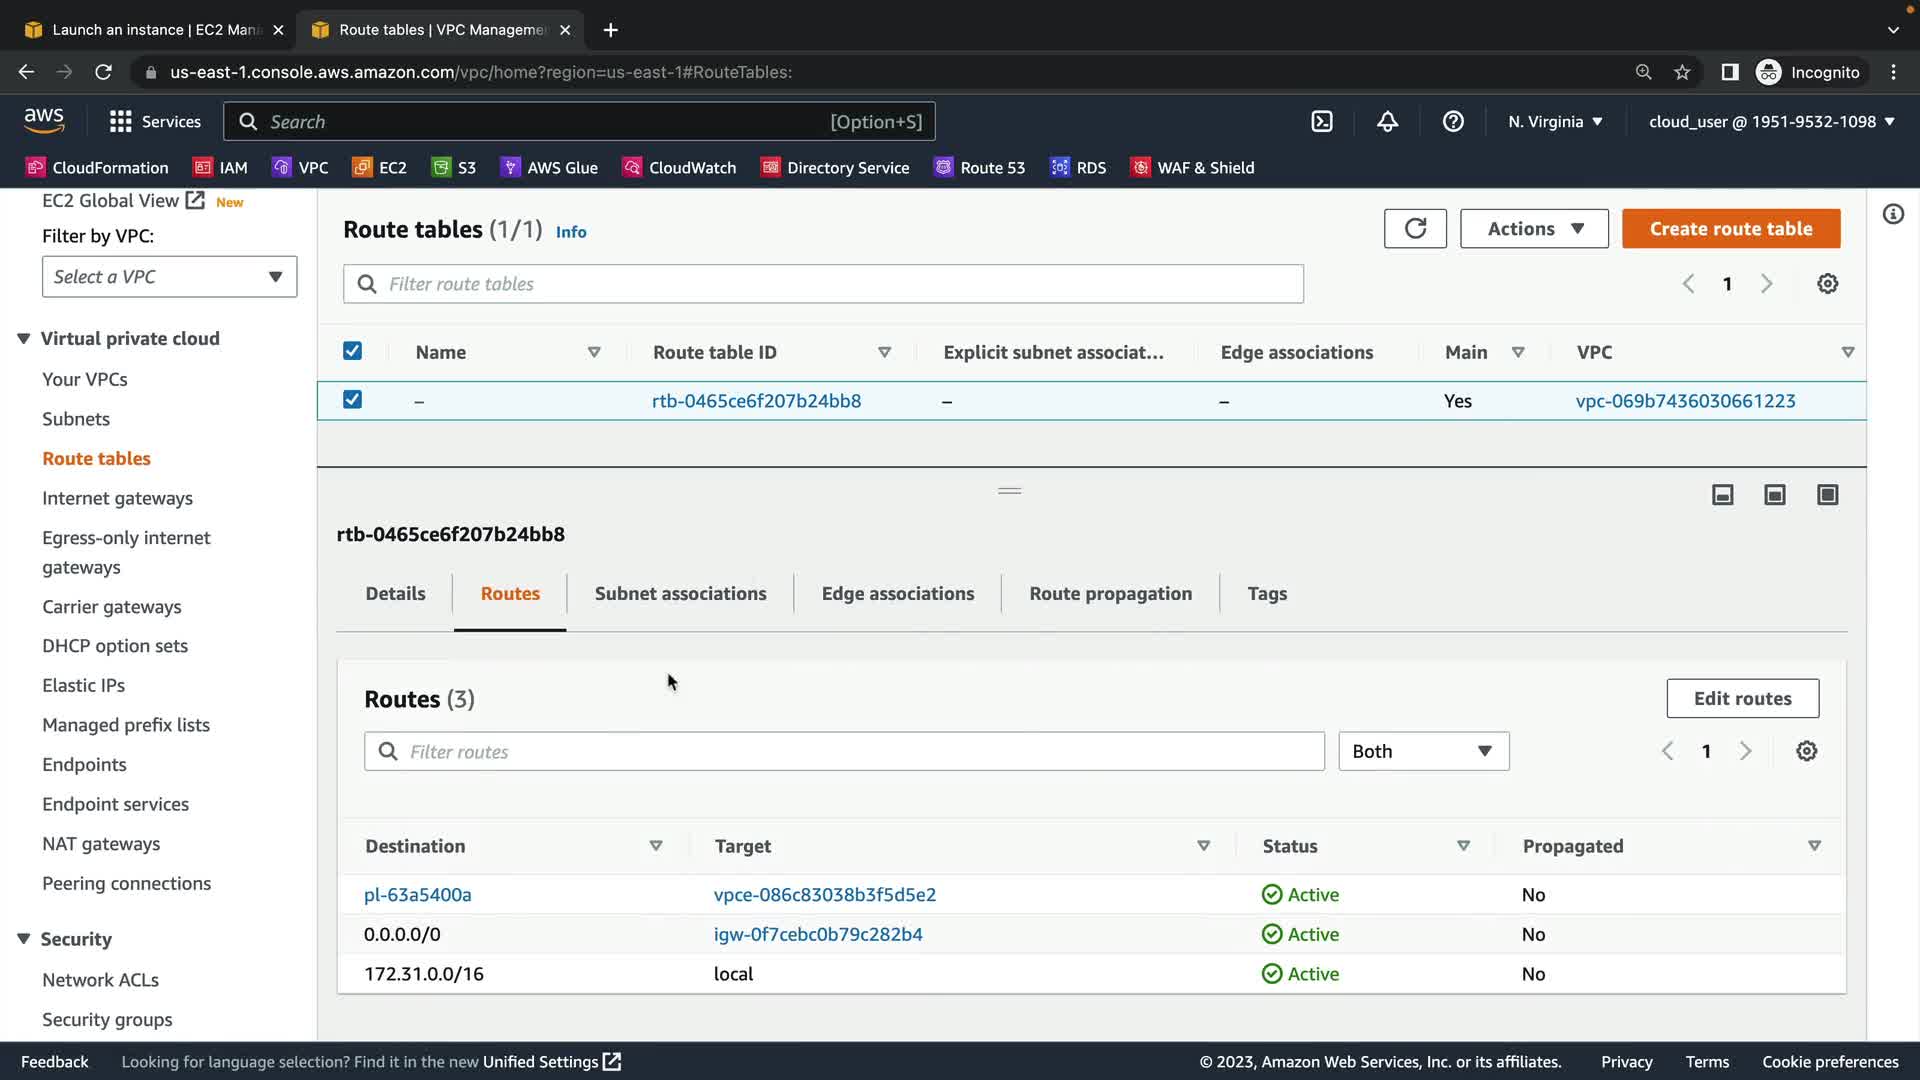 Launch an instance | EC2 Man
Route tables | VPC Manageme
us-east-1.console.aws.amazon.com/vpc/home?region=us-east-1#RouteTables:
Incognito
aws
Services
Search
[Option+S]
N. Virginia
cloud_user @ 1951-9532-1098
CloudFormation
IAM
VPC
EC2
S3
AWS Glue
CloudWatch
Directory Service
Route 53
RDS
WAF & Shield
EC2 Global View New
Filter by VPC:
Select a VPC
Virtual private cloud
Your VPCs
Subnets
Route tables
Internet gateways
Egress-only internet
gateways
Carrier gateways
DHCP option sets
Elastic IPs
Managed prefix lists
Endpoints
Endpoint services
NAT gateways
Peering connections
Security
Network ACLs
Security groups
Route tables (1/1) Info
Actions
Create route table
Filter route tables
1
Name Route table ID Explicit subnet associat... Edge associations Main VPC
– rtb-0465ce6f207b24bb8 – – Yes vpc-069b7436030661223
rtb-0465ce6f207b24bb8
Details Routes Subnet associations Edge associations Route propagation Tags
Routes (3)
Edit routes
Filter routes
Both
1
Destination Target Status Propagated
pl-63a5400a vpce-086c83038b3f5d5e2 Active No
0.0.0.0/0 igw-0f7cebc0b79c282b4 Active No
172.31.0.0/16 local Active No
Feedback
Looking for language selection? Find it in the new Unified Settings
© 2023, Amazon Web Services, Inc. or its affiliates.
Privacy
Terms
Cookie preferences